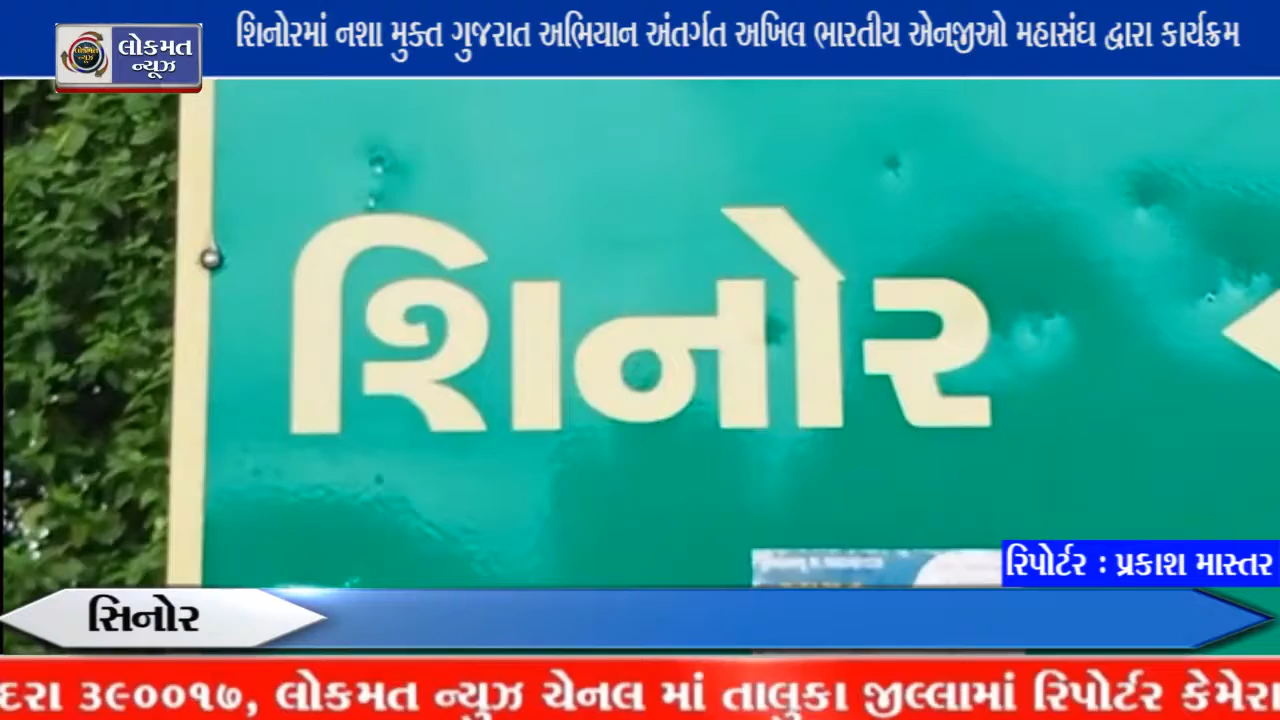 શિનોરમાં નશા મુક્ત ગુજરાત અભિયાન અંતર્ગત અખિલ ભારતીય એનજીઓ મહાસંઘ દ્વારા કાર્યક્રમ
લોકમત
ન્યૂઝ
લોકમત
ન્યૂઝ
શિનોર
રિપોર્ટર : પ્રકાશ માસ્તર
સિનોર
દરા ૩૯૦૦૧૭, લોકમત ન્યુઝ ચેનલ માં તાલુકા જીલ્લામાં રિપોર્ટર કેમેરા